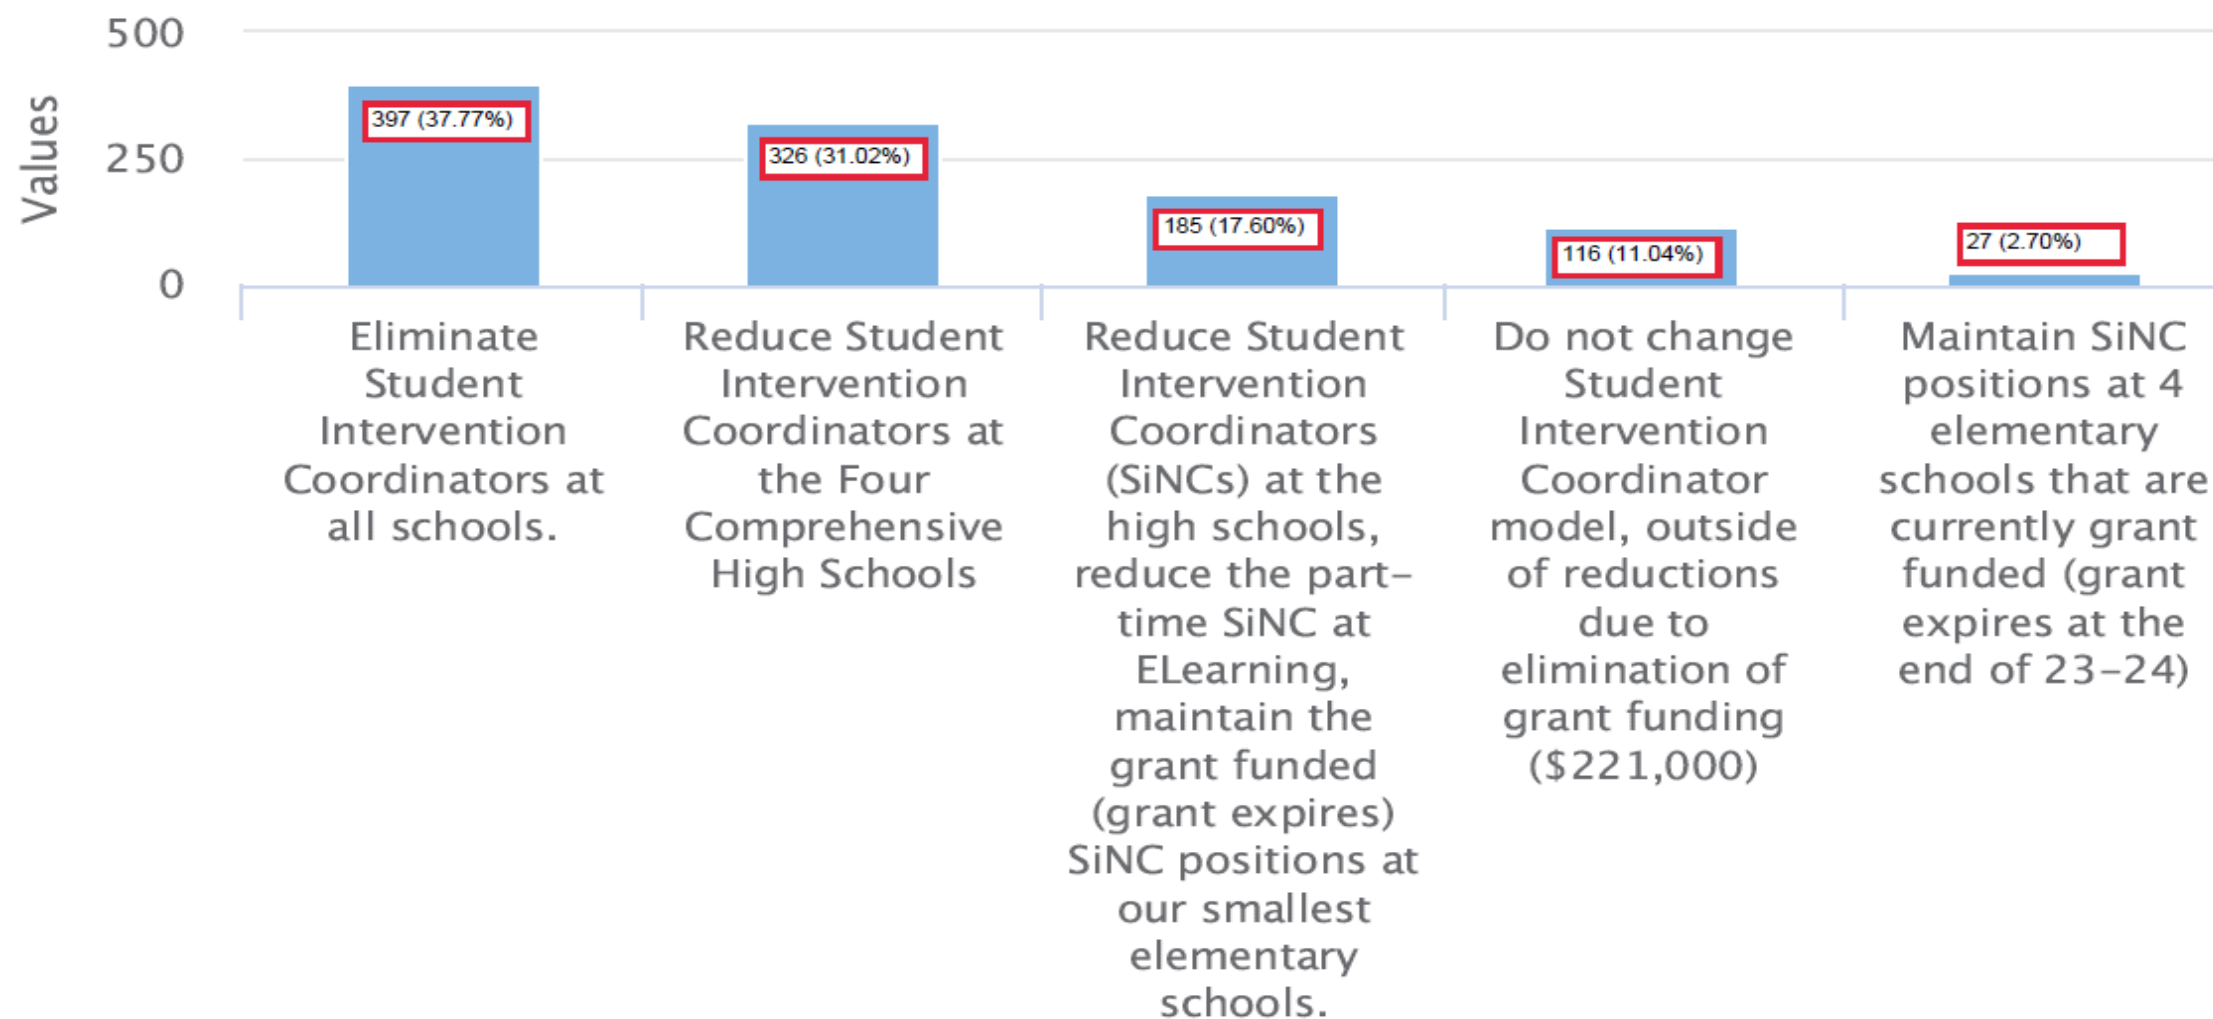 500
250
0
Values
397 (37.77%)
326 (31.02%)
185 (17.60%)
116 (11.04%)
27 (2.70%)
Eliminate
Student
Intervention
Coordinators at
all schools.
Reduce Student
Intervention
Coordinators at
the Four
Comprehensive
High Schools
Reduce Student
Intervention
Coordinators
(SiNCs) at the
high schools,
reduce the part-
time SiNC at
ELearning,
maintain the
grant funded
(grant expires)
SiNC positions at
our smallest
elementary
schools.
Do not change
Student
Intervention
Coordinator
model, outside
of reductions
due to
elimination of
grant funding
($221,000)
Maintain SiNC
positions at 4
elementary
schools that are
currently grant
funded (grant
expires at the
end of 23-24)